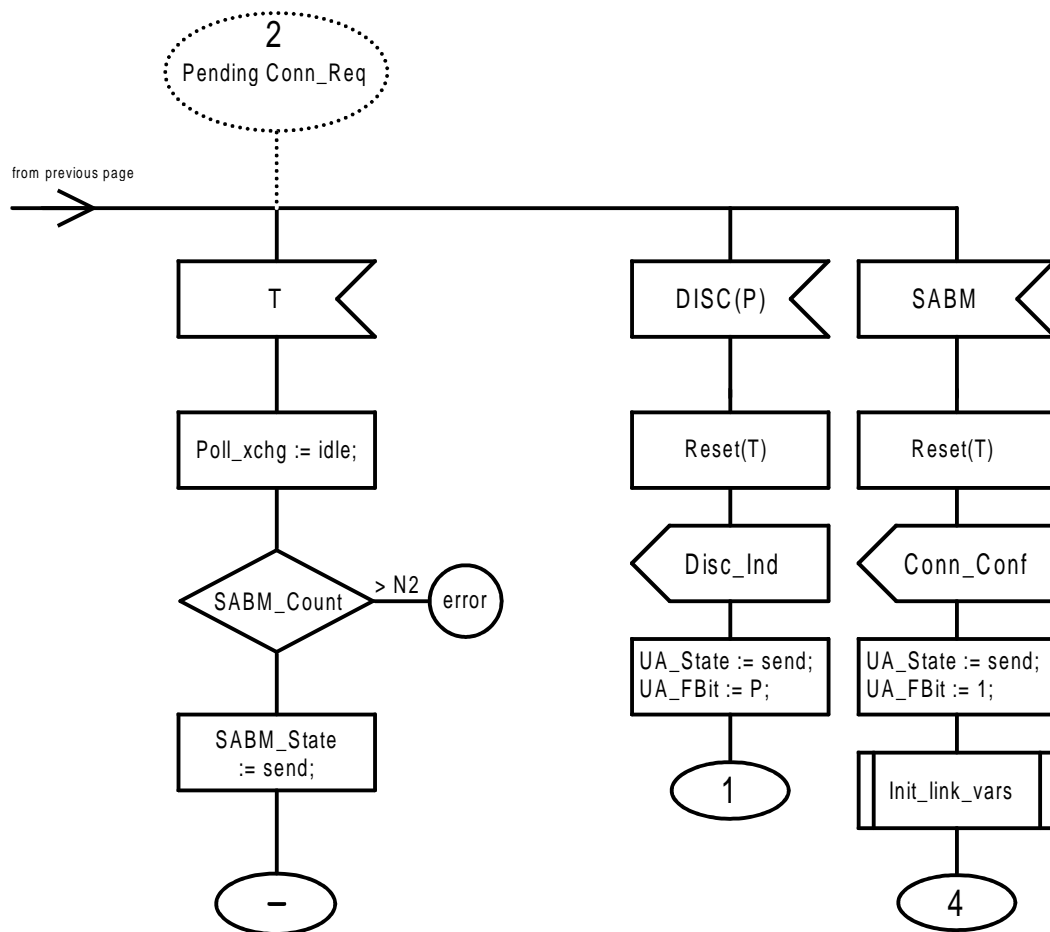 2
Pending Conn_Req
from previous page
T
DISC(P)
SABM
Poll_xchg := idle;
Reset(T)
Reset(T)
SABM_Count
> N2
error
Disc_Ind
Conn_Conf
UA_State := send;
UA_FBit := P;
UA_State := send;
UA_FBit := 1;
SABM_State
:= send;
1
Init_link_vars
–
4